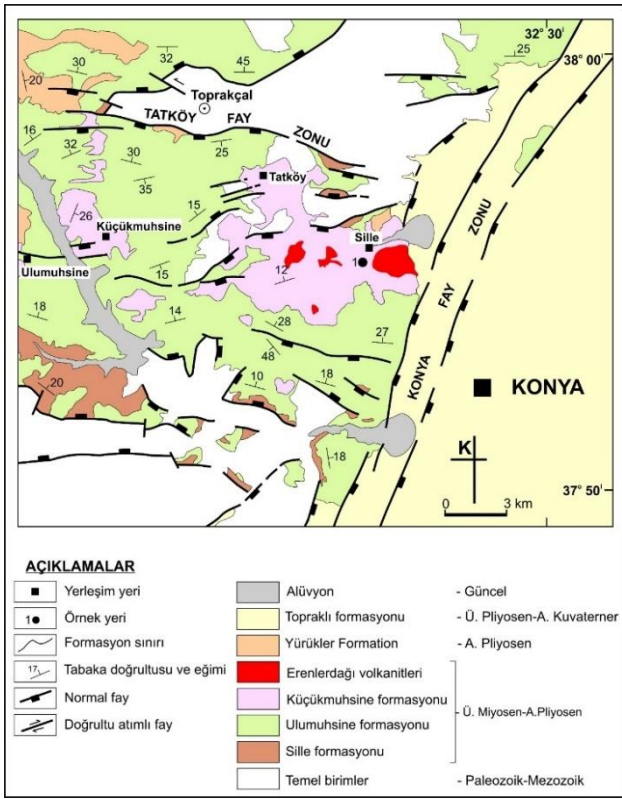 32° 30'
38° 00'
20
30
32
45
25
Toprakçal
TATKÖY FAY ZONU
16
32
30
25
35
Tatköy
15
26
Küçükmuhsine
Sille
Ulumuhsine
1
12
15
18
14
28
27
48
20
10
18
18
KONYA FAY ZONU
KONYA
K
37° 50'
0 3 km
AÇIKLAMALAR
Yerleşim yeri
1 Örnek yeri
Formasyon sınırı
17 Tabaka doğrultusu ve eğimi
Normal fay
Doğrultu atımlı fay
Alüvyon - Güncel
Topraklı formasyonu - Ü. Pliyosen-A. Kuvaterner
Yürükler Formation - A. Pliyosen
Erenlerdağı volkanitleri
Küçükmuhsine formasyonu
- Ü. Miyosen-A.Pliyosen
Ulumuhsine formasyonu
Sille formasyonu
Temel birimler - Paleozoik-Mezozoik